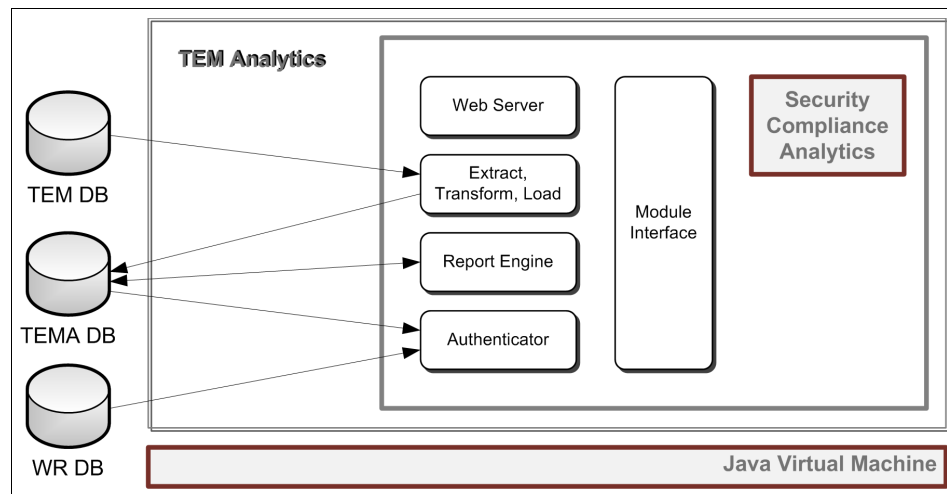 TEM Analytics
Web Server
Extract,
Transform, Load
Report Engine
Authenticator
Module
Interface
Security
Compliance
Analytics
TEM DB
TEMA DB
WR DB
Java Virtual Machine